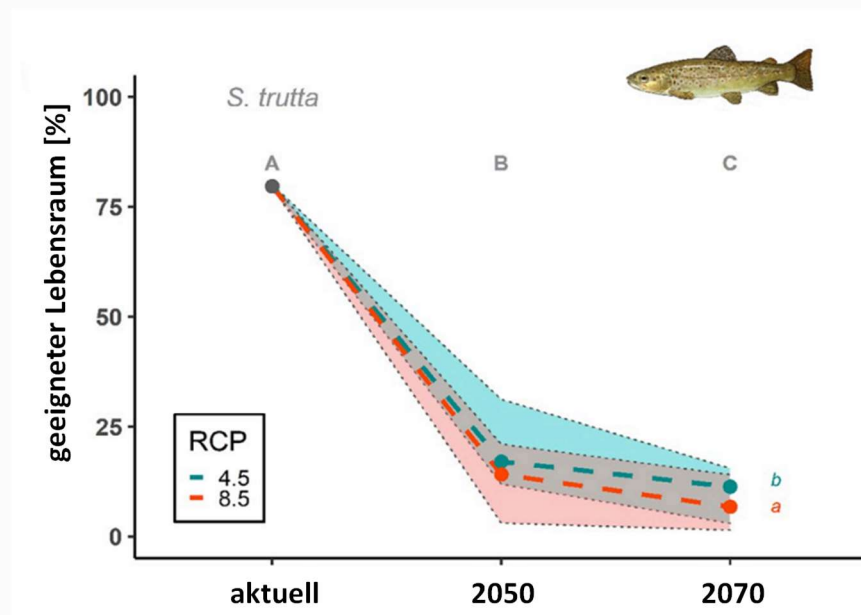 geeigneter Lebensraum [%]
100
75
50
25
0
S. trutta
A
B
C
RCP
4.5
8.5
b
a
aktuell
2050
2070